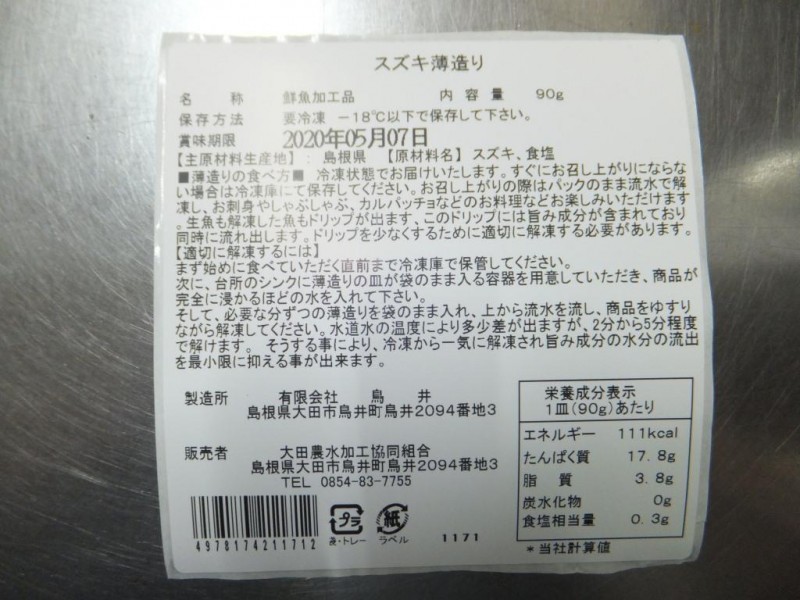 スズキ薄造り
名 称 鮮魚加工品 内 容 量 90g
保存方法 要冷凍 -18℃以下で保存して下さい。
賞味期限 2020年05月07日
【主原材料生産地】: 島根県 【原材料名】 スズキ、食塩
■薄造りの食べ方■ 冷凍状態でお届けいたします。すぐにお召し上がりにならな
い場合は冷凍庫にて保存してください。お召し上がりの際はパックのまま流水で解
凍し、お刺身やしゃぶしゃぶ、カルパッチョなどのお料理などお楽しみいただけます
。生魚も解凍した魚もドリップが出ます、このドリップには旨み成分が含まれており
同時に流れ出します。ドリップを少なくするために適切に解凍する必要があります。
【適切に解凍するには】
まず始めに食べていただく直前まで冷凍庫で保管してください。
次に、台所のシンクに薄造りの皿が袋のまま入る容器を用意していただき、商品が
完全に浸かるほどの水を入れて下さい。
そして、必要な分ずつの薄造りを袋のまま入れ、上から流水を流し、商品をゆすり
ながら解凍してください。水道水の温度により多少差が出ますが、2分から5分程度
で解けます。 そうする事により、冷凍から一気に解凍され旨み成分の水分の流出
を最小限に抑える事が出来ます。
製造所 有限会社 鳥 井
島根県大田市鳥井町鳥井2094番地3
販売者 大田農水加工協同組合
島根県大田市鳥井町鳥井2094番地3
TEL 0854-83-7755
4978174211712
プラ
袋・トレー
紙
ラベル
1171
栄養成分表示
1皿(90g)あたり
エネルギー 111kcal
たんぱく質 17.8g
脂 質 3.8g
炭水化物 0g
食塩相当量 0.3g
*当社計算値